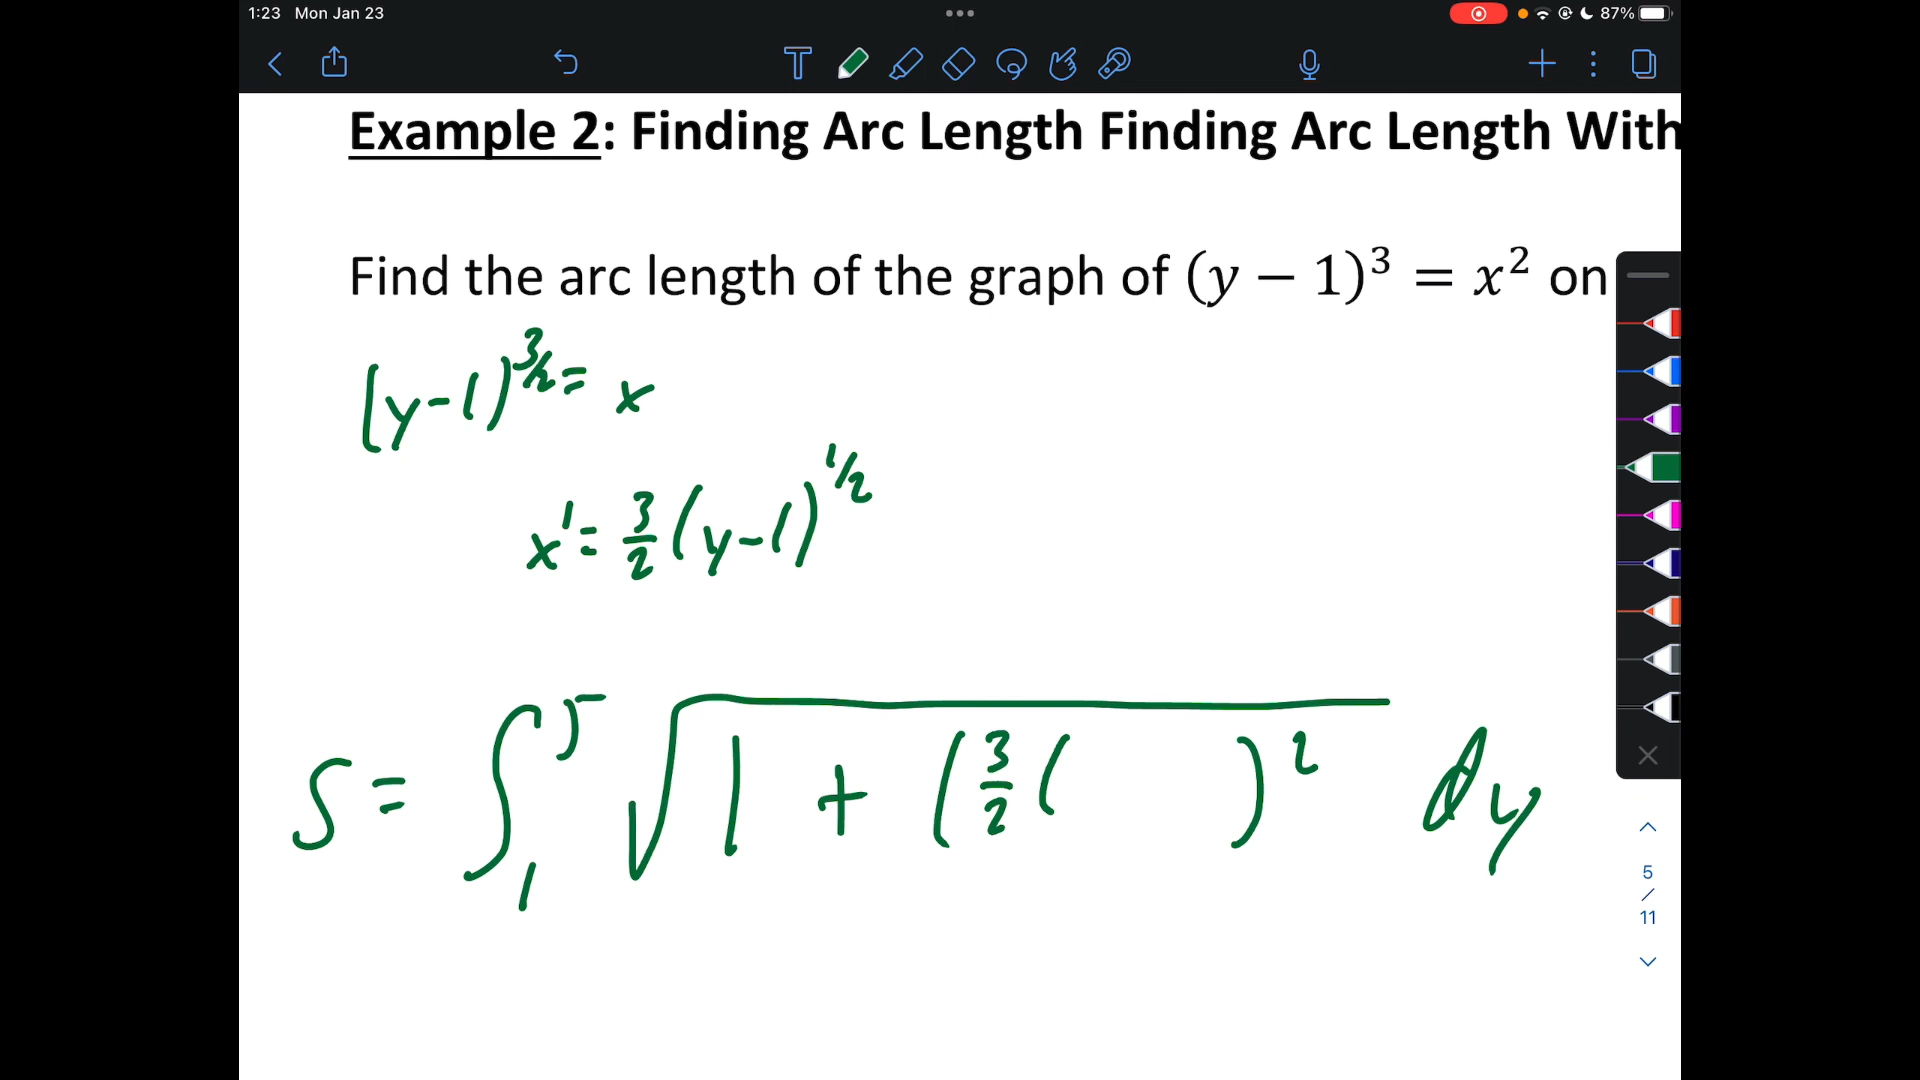 1:23 Mon Jan 23
87%
Example 2: Finding Arc Length Finding Arc Length With
Find the arc length of the graph of (y − 1)³ = x² on
(y-1)^3/2 = x
x' = 3/2 (y-1)^1/2
S = ∫₁⁵ √1 + (3/2( )² dy
5
/
11